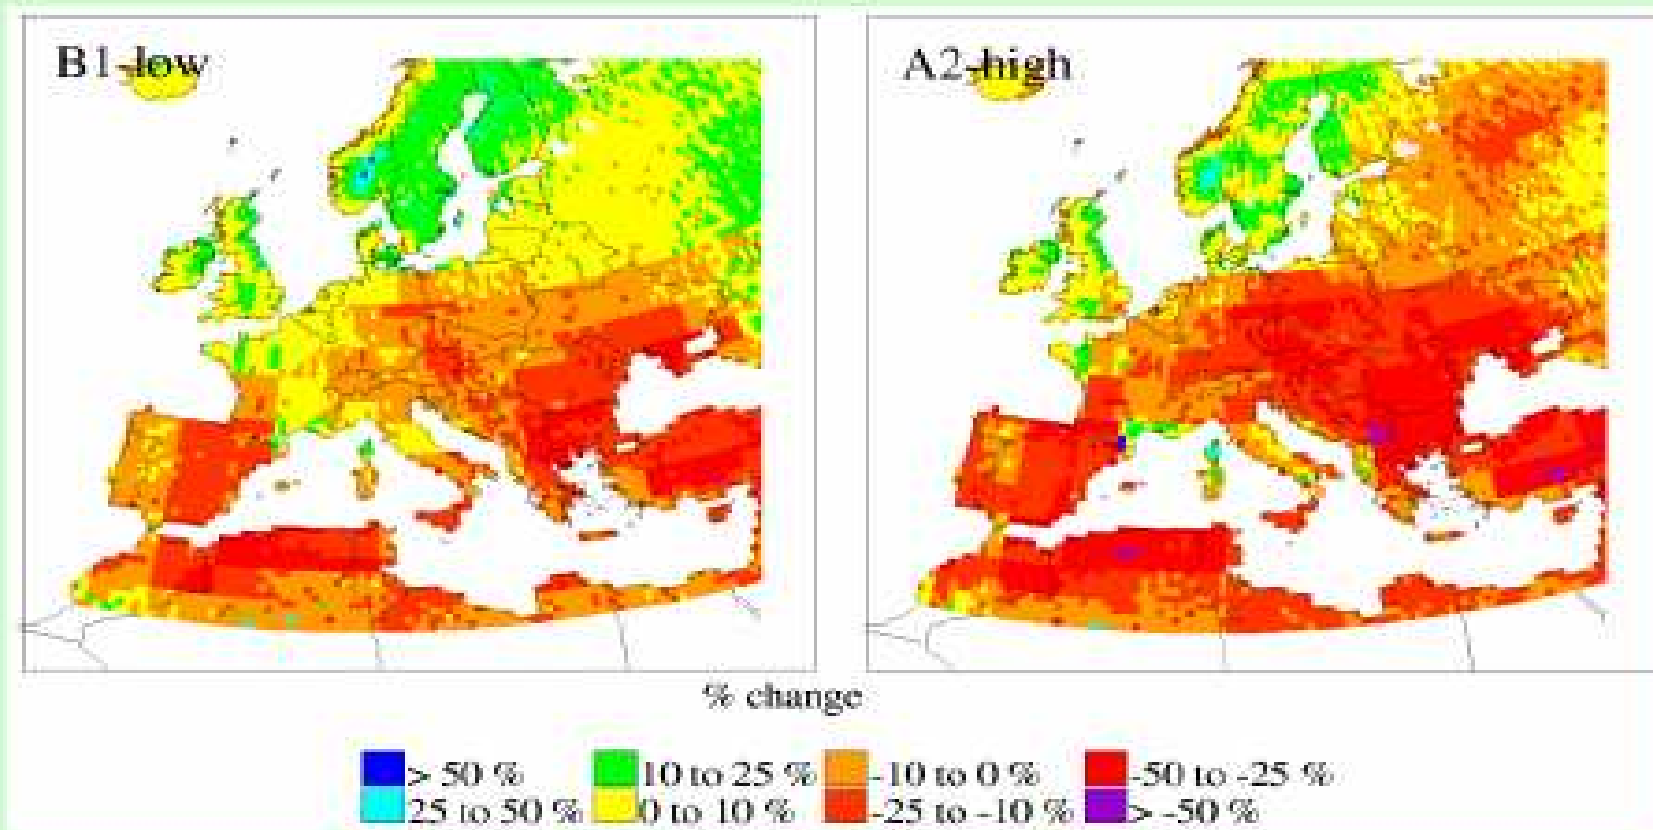 B1-low
A2-high
% change
> 50 %
10 to 25 %
-10 to 0 %
-50 to -25 %
25 to 50 %
0 to 10 %
-25 to -10 %
> -50 %